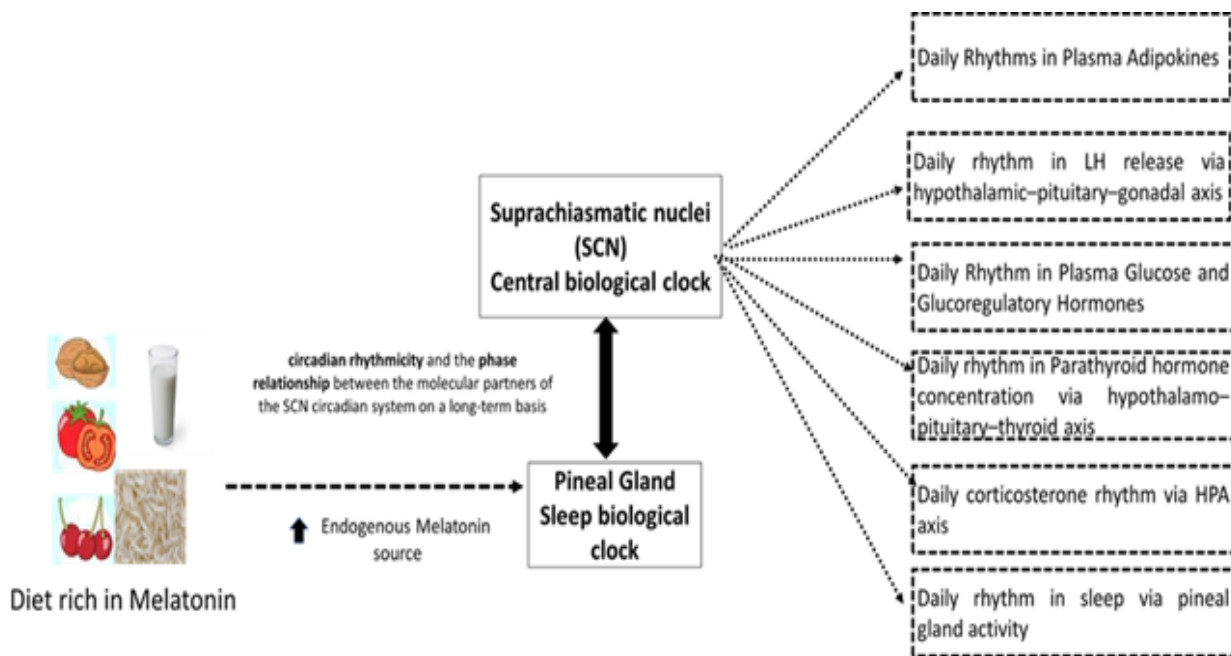 Daily Rhythms in Plasma Adipokines
Daily rhythm in LH release via
hypothalamic–pituitary–gonadal axis
Suprachiasmatic nuclei
(SCN)
Central biological clock
Daily Rhythm in Plasma Glucose and
Glucoregulatory Hormones
circadian rhythmicity and the phase
relationship between the molecular partners of
the SCN circadian system on a long-term basis
Daily rhythm in Parathyroid hormone
concentration via hypothalamo–
pituitary–thyroid axis
Pineal Gland
Sleep biological
clock
Endogenous Melatonin
source
Daily corticosterone rhythm via HPA
axis
Diet rich in Melatonin
Daily rhythm in sleep via pineal
gland activity